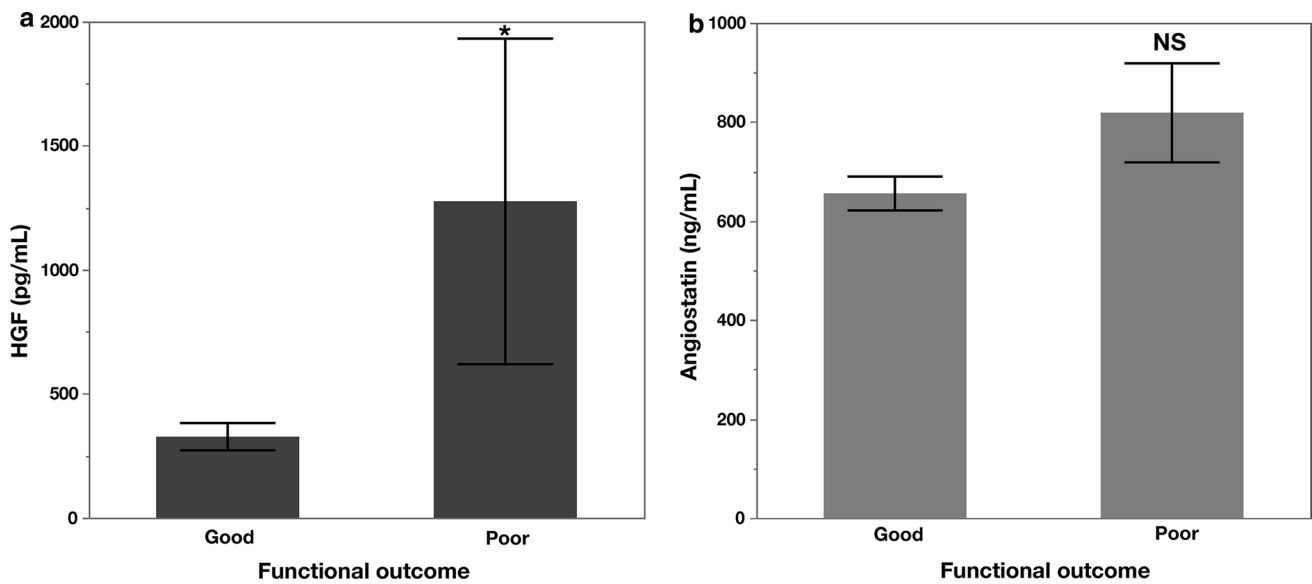 a
2000
1500
1000
500
0
HGF (pg/mL)
*
Good
Poor
Functional outcome
b
1000
800
600
400
200
0
Angiostatin (ng/mL)
NS
Good
Poor
Functional outcome